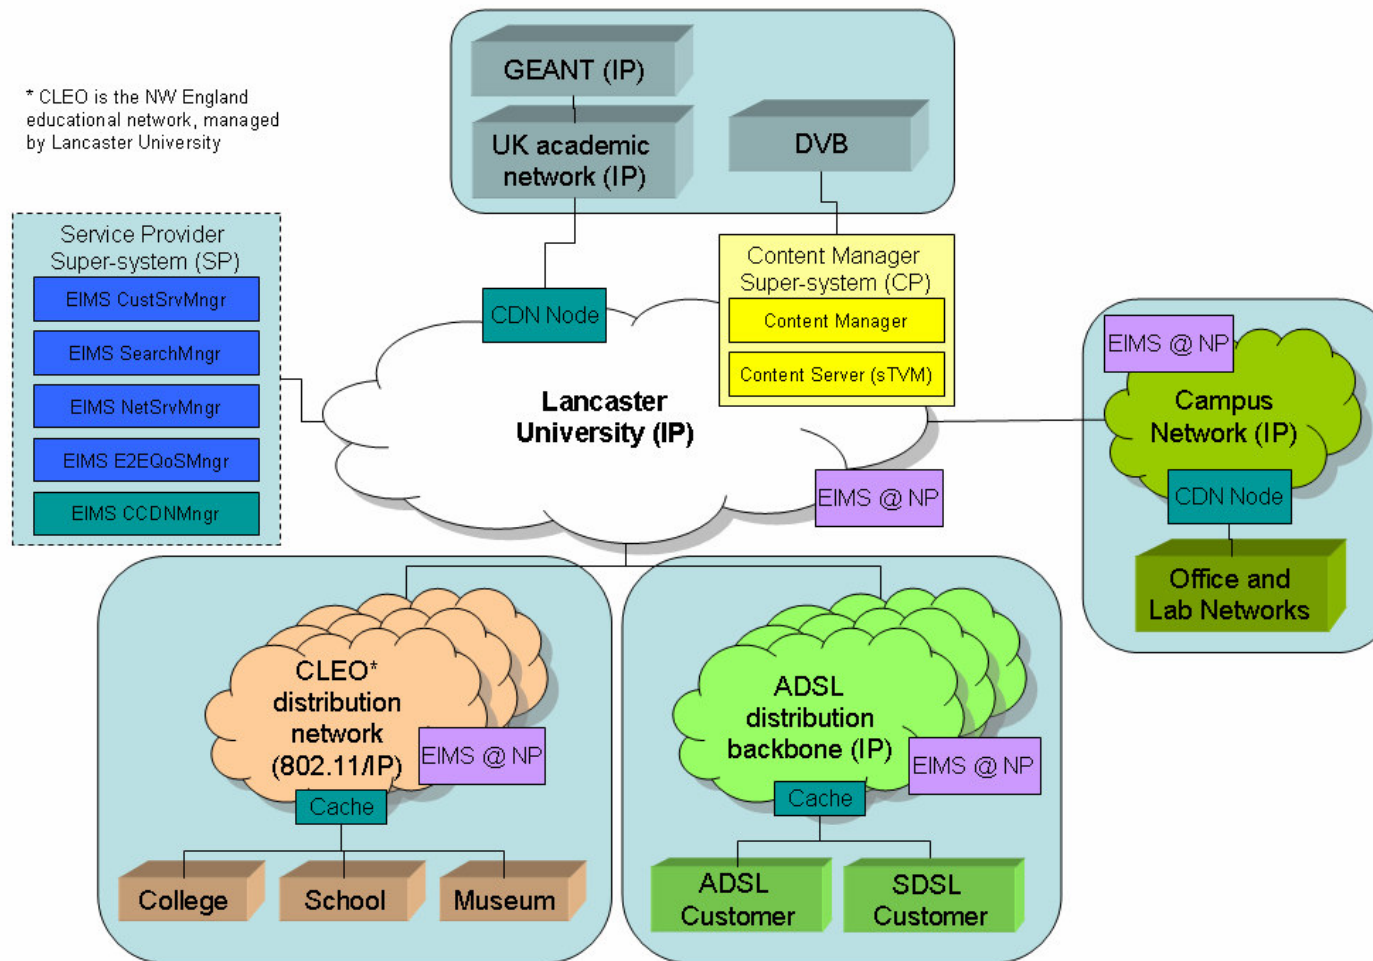 GEANT (IP)
* CLEO is the NW England
educational network, managed
by Lancaster University
UK academic
network (IP)
DVB
Service Provider
Super-system (SP)
EIMS CustSrvMngr
EIMS SearchMngr
EIMS NetSrvMngr
EIMS E2EQoSMngr
EIMS CCDNMngr
Content Manager
Super-system (CP)
Content Manager
Content Server (sTVM)
CDN Node
Lancaster
University (IP)
EIMS @ NP
EIMS @ NP
Campus
Network (IP)
CDN Node
Office and
Lab Networks
CLEO*
distribution
network
(802.11/IP)
EIMS @ NP
Cache
College
School
Museum
ADSL
distribution
backbone (IP)
EIMS @ NP
Cache
ADSL
Customer
SDSL
Customer